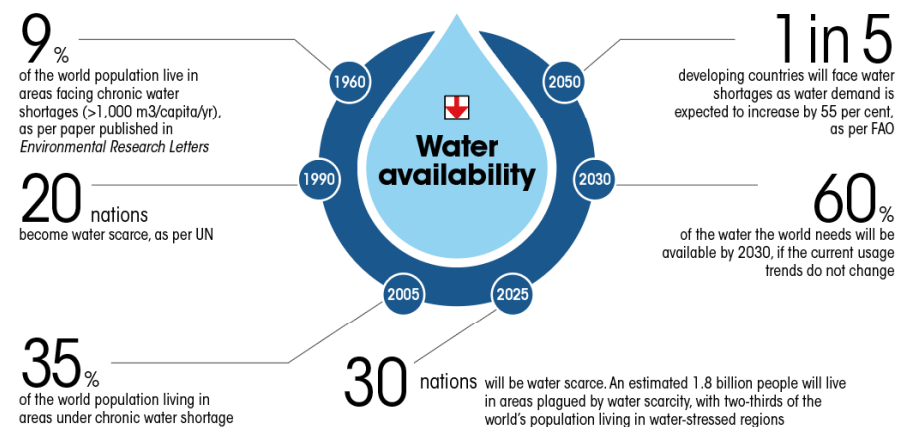 9%
of the world population live in
areas facing chronic water
shortages (>1,000 m3/capita/yr),
as per paper published in
Environmental Research Letters
1960
20 nations
become water scarce, as per UN
1990
35%
of the world population living in
areas under chronic water shortage
2005
Water
availability
30 nations will be water scarce. An estimated 1.8 billion people will live
in areas plagued by water scarcity, with two-thirds of the
world's population living in water-stressed regions
2025
60%
of the water the world needs will be
available by 2030, if the current usage
trends do not change
2030
1 in 5
developing countries will face water
shortages as water demand is
expected to increase by 55 per cent,
as per FAO
2050